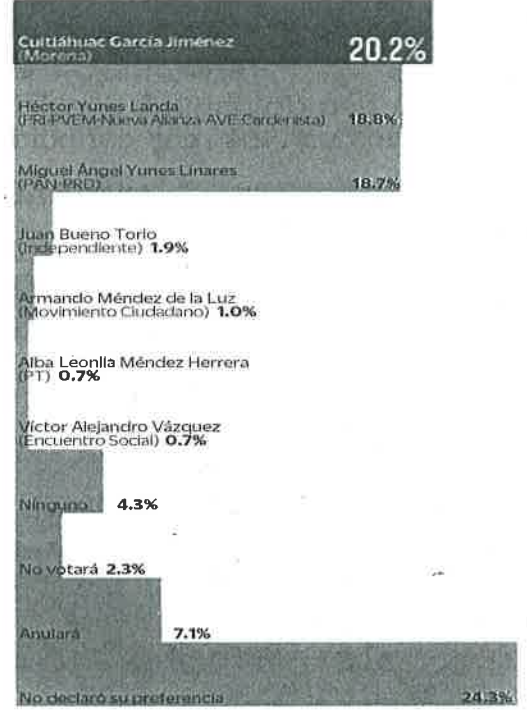 Cuitláhuac García Jiménez
(Morena) 20.2%
Héctor Yunes Landa
(PRI-PVEM-Nueva Alianza-AVE-Cardenista) 18.8%
Miguel Ángel Yunes Linares
(PAN-PRD) 18.7%
Juan Bueno Torio
(Independiente) 1.9%
Armando Méndez de la Luz
(Movimiento Ciudadano) 1.0%
Alba Leonila Méndez Herrera
(PT) 0.7%
Víctor Alejandro Vázquez
(Encuentro Social) 0.7%
Ninguno 4.3%
No votará 2.3%
Anulará 7.1%
No declaró su preferencia 24.3%